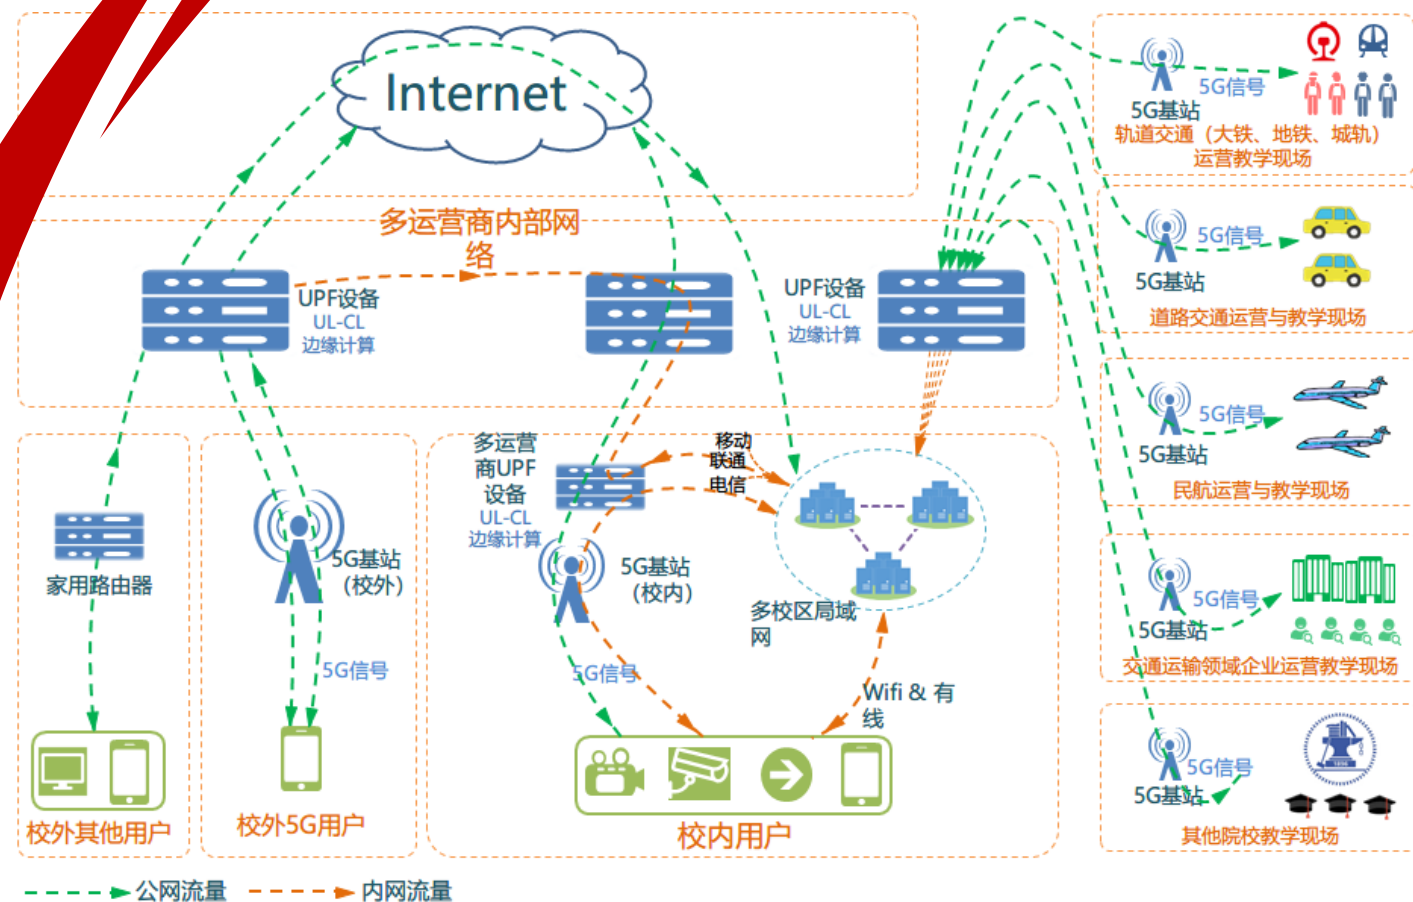 Internet
多运营商内部网
络
UPF设备
UL-CL
边缘计算
UPF设备
UL-CL
边缘计算
家用路由器
校外其他用户
5G基站
（校外）
5G信号
校外5G用户
多运营
商UPF
设备
UL-CL
边缘计算
移动
联通
电信
5G基站
（校内）
5G信号
多校区局域
网
Wifi & 有
线
校内用户
5G基站
5G信号
轨道交通（大铁、地铁、城轨）
运营教学现场
5G基站
5G信号
道路交通运营与教学现场
5G基站
5G信号
民航运营与教学现场
5G基站
5G信号
交通运输领域企业运营教学现场
5G基站
5G信号
1896
其他院校教学现场
公网流量
内网流量